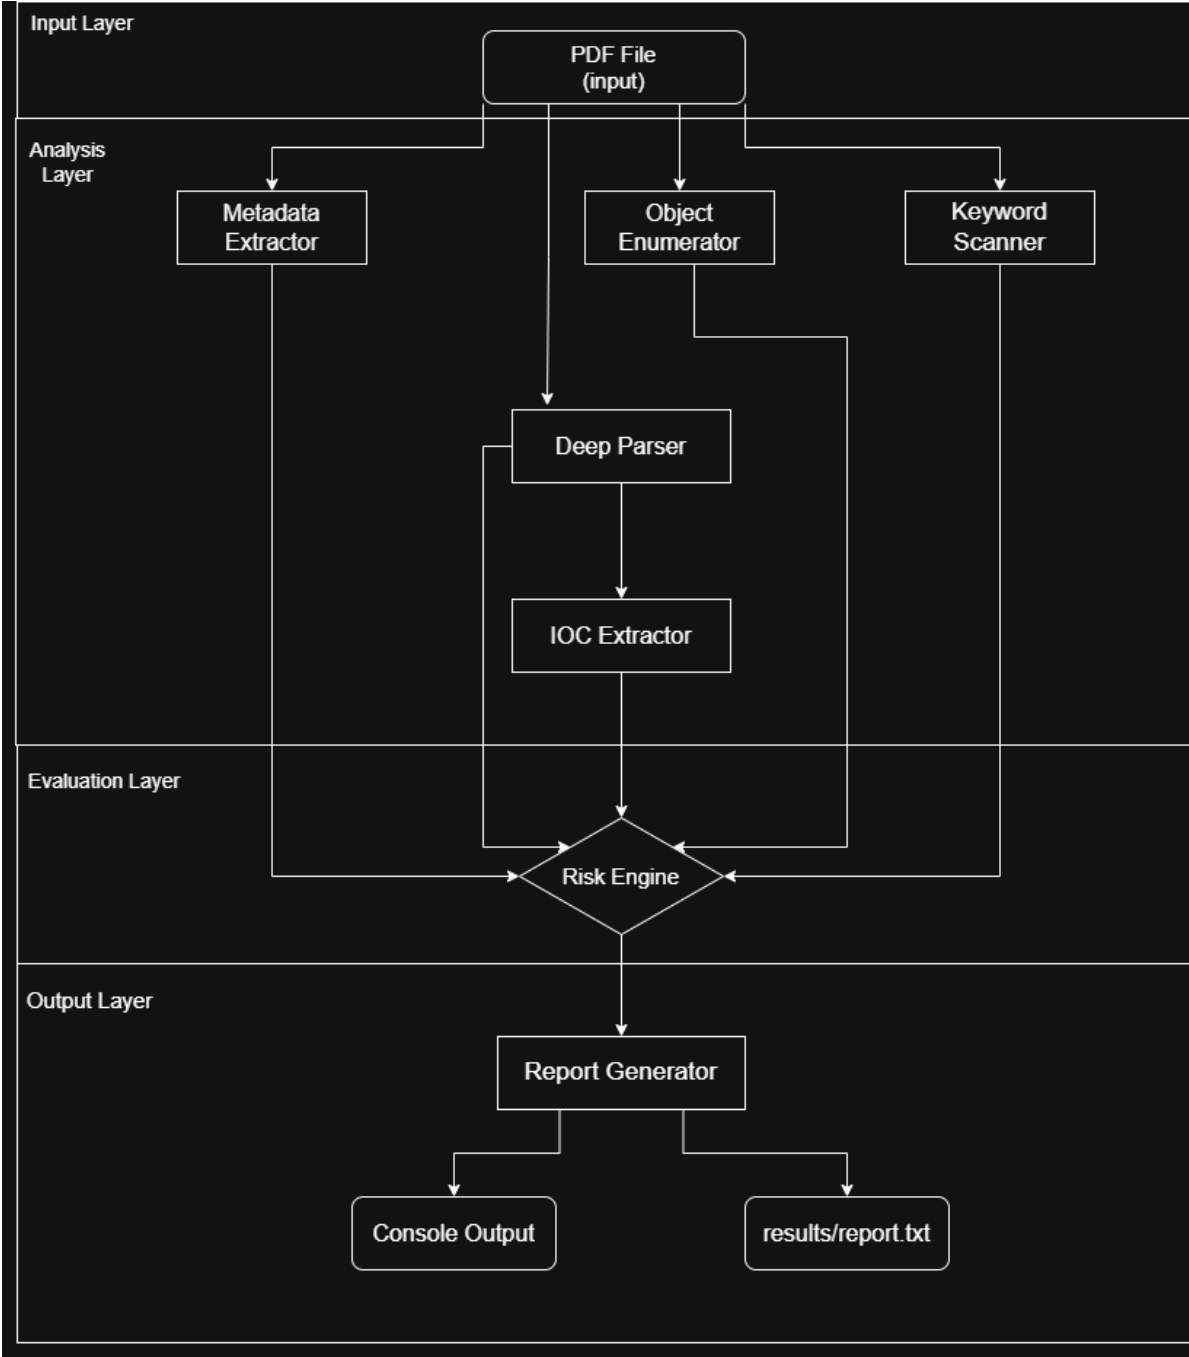 Input Layer
PDF File
(input)
Analysis
Layer
Metadata
Extractor
Object
Enumerator
Keyword
Scanner
Deep Parser
IOC Extractor
Evaluation Layer
Risk Engine
Output Layer
Report Generator
Console Output
results/report.txt